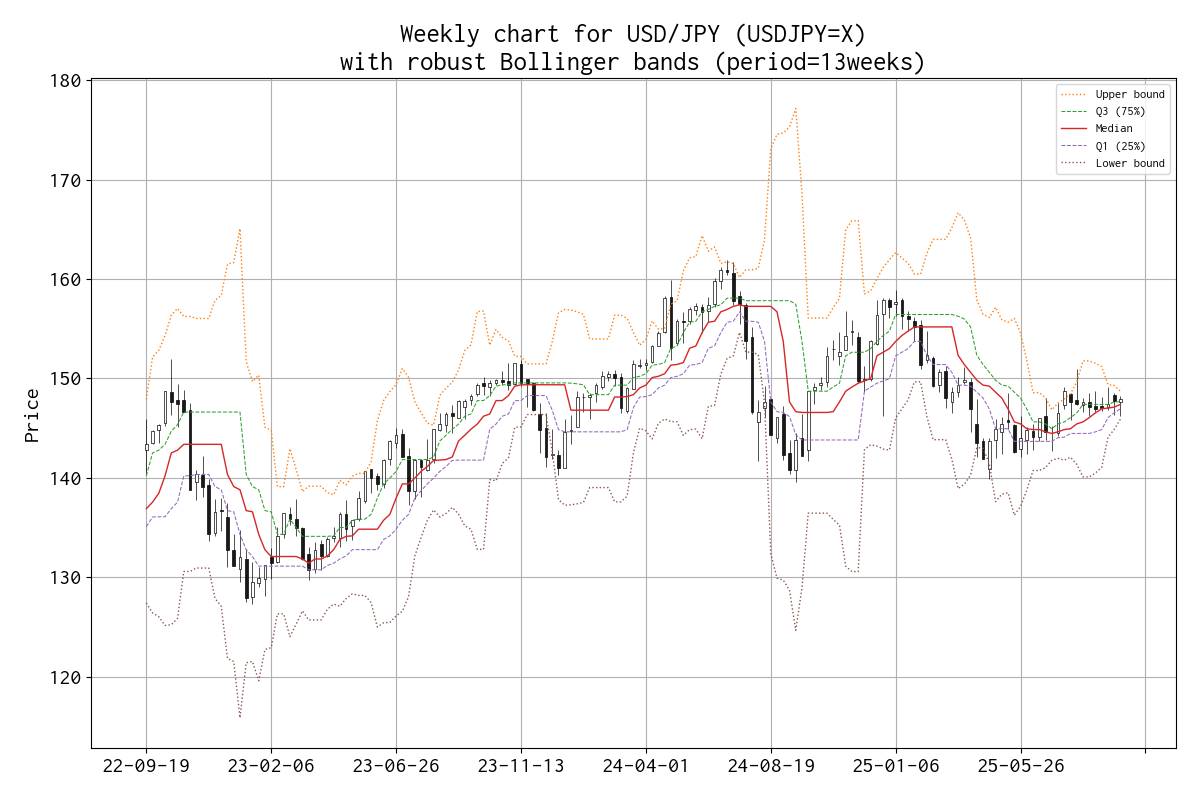 Weekly chart for USD/JPY (USDJPY=X)
with robust Bollinger bands (period=13weeks)
Upper bound
Q3 (75%)
Median
Q1 (25%)
Lower bound
180
170
160
150
140
130
120
Price
22-09-19
23-02-06
23-06-26
23-11-13
24-04-01
24-08-19
25-01-06
25-05-26